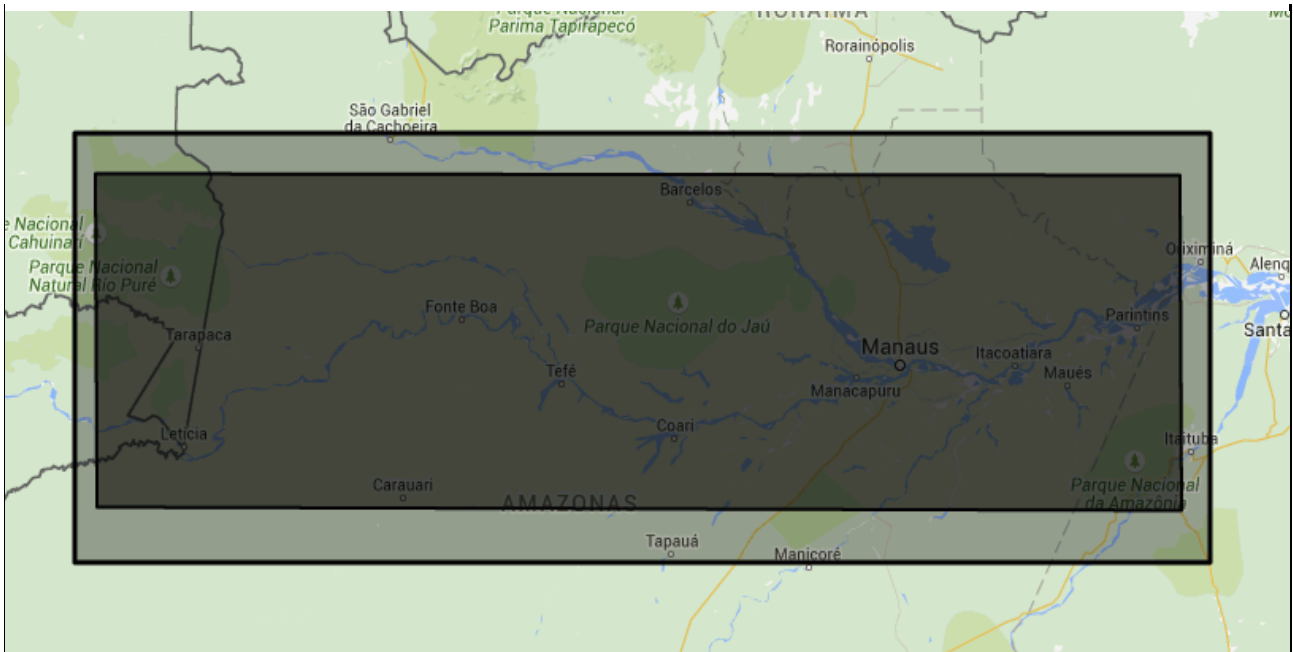 Parque Nacional
Parima Tapirapecó
RORAIMA
Rorainópolis
São Gabriel
da Cachoeira
Barcelos
e Nacional
Cahuinarí
Parque Nacional
Natural Río Puré
Oriximiná
Alenq
Fonte Boa
Parque Nacional do Jaú
Parintins
Santa
Tarapaca
Manaus
Itacoatiara
Tefé
Manacapuru
Maués
Leticia
Coari
Itaituba
Carauari
AMAZONAS
Parque Nacional
da Amazônia
Tapauá
Manicoré